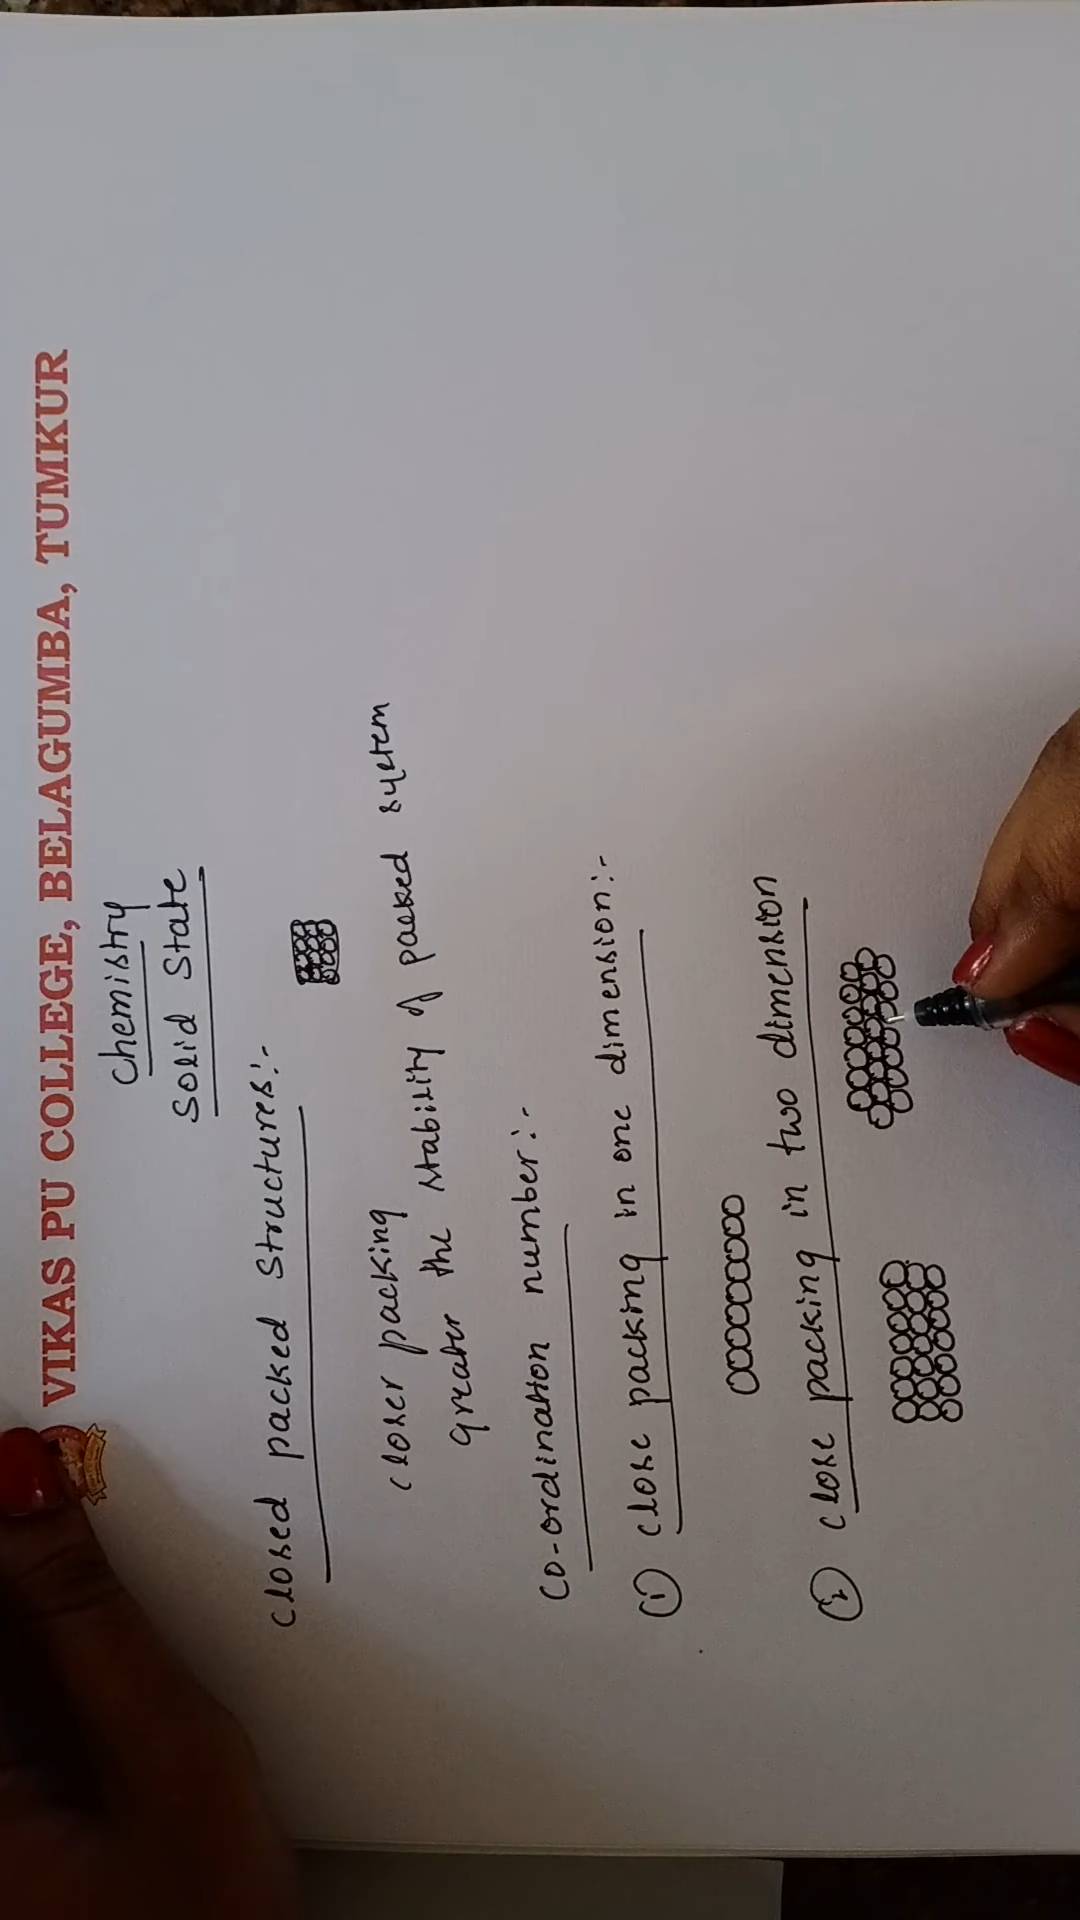 VIKAS PU COLLEGE, BELAGUMBA, TUMKUR
Chemistry
Solid State
Closed packed Structures:-
Closer packing
greater the stability of packed system
Co-ordination number:-
① Close packing in one dimension:-
② Close packing in two dimension